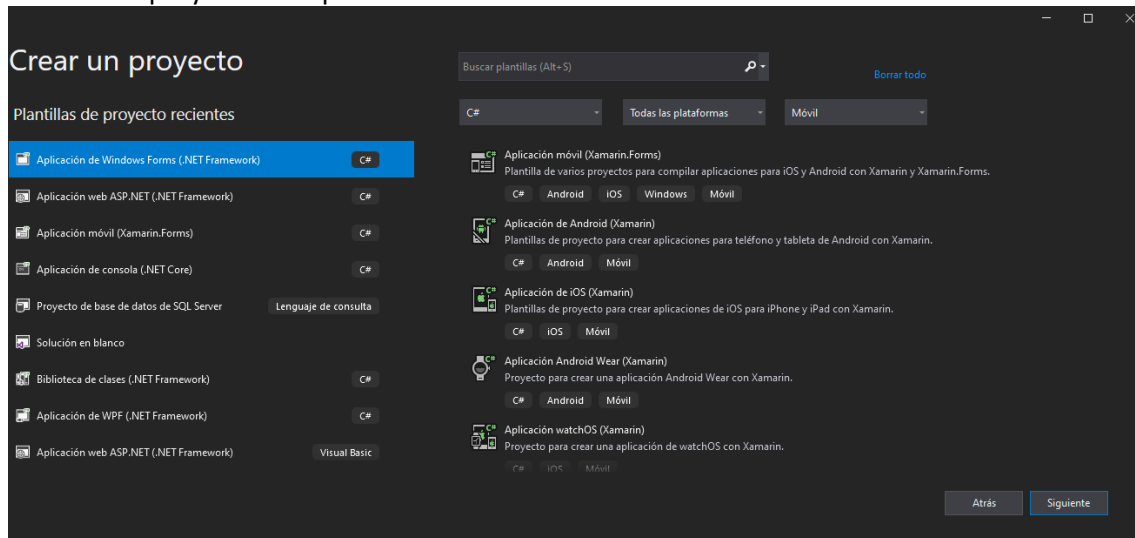 Crear un proyecto
Buscar plantillas (Alt+S)
Borrar todo
Plantillas de proyecto recientes
C#
Todas las plataformas
Móvil
Aplicación de Windows Forms (.NET Framework)
C#
Aplicación web ASP.NET (.NET Framework)
C#
Aplicación móvil (Xamarin.Forms)
C#
Aplicación de consola (.NET Core)
C#
Proyecto de base de datos de SQL Server
Lenguaje de consulta
Solución en blanco
Biblioteca de clases (.NET Framework)
C#
Aplicación de WPF (.NET Framework)
C#
Aplicación web ASP.NET (.NET Framework)
Visual Basic
Aplicación móvil (Xamarin.Forms)
Plantilla de varios proyectos para compilar aplicaciones para iOS y Android con Xamarin y Xamarin.Forms.
C# Android iOS Windows Móvil
Aplicación de Android (Xamarin)
Plantillas de proyecto para crear aplicaciones para teléfono y tableta de Android con Xamarin.
C# Android Móvil
Aplicación de iOS (Xamarin)
Plantillas de proyecto para crear aplicaciones de iOS para iPhone y iPad con Xamarin.
C# iOS Móvil
Aplicación Android Wear (Xamarin)
Proyecto para crear una aplicación Android Wear con Xamarin.
C# Android Móvil
Aplicación watchOS (Xamarin)
Proyecto para crear una aplicación de watchOS con Xamarin.
C# iOS Móvil
Atrás
Siguiente